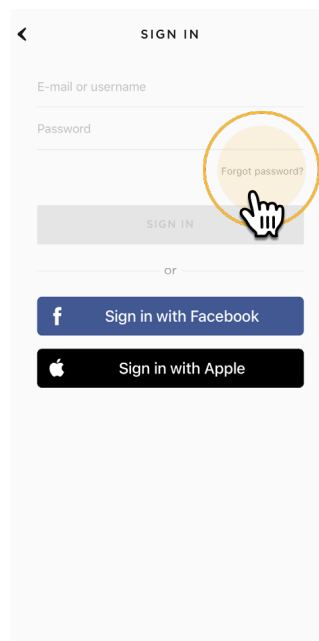 SIGN IN
E-mail or username
Password
Forgot password?
SIGN IN
or
Sign in with Facebook
Sign in with Apple